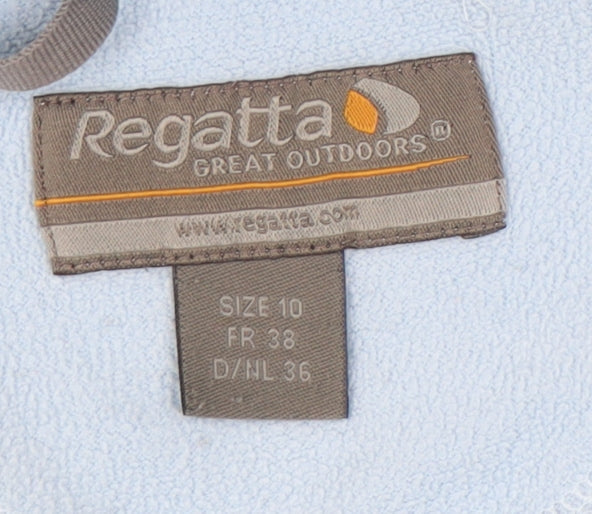 Regatta
GREAT OUTDOORS®
www.regatta.com
SIZE 10
FR 38
D/NL 36